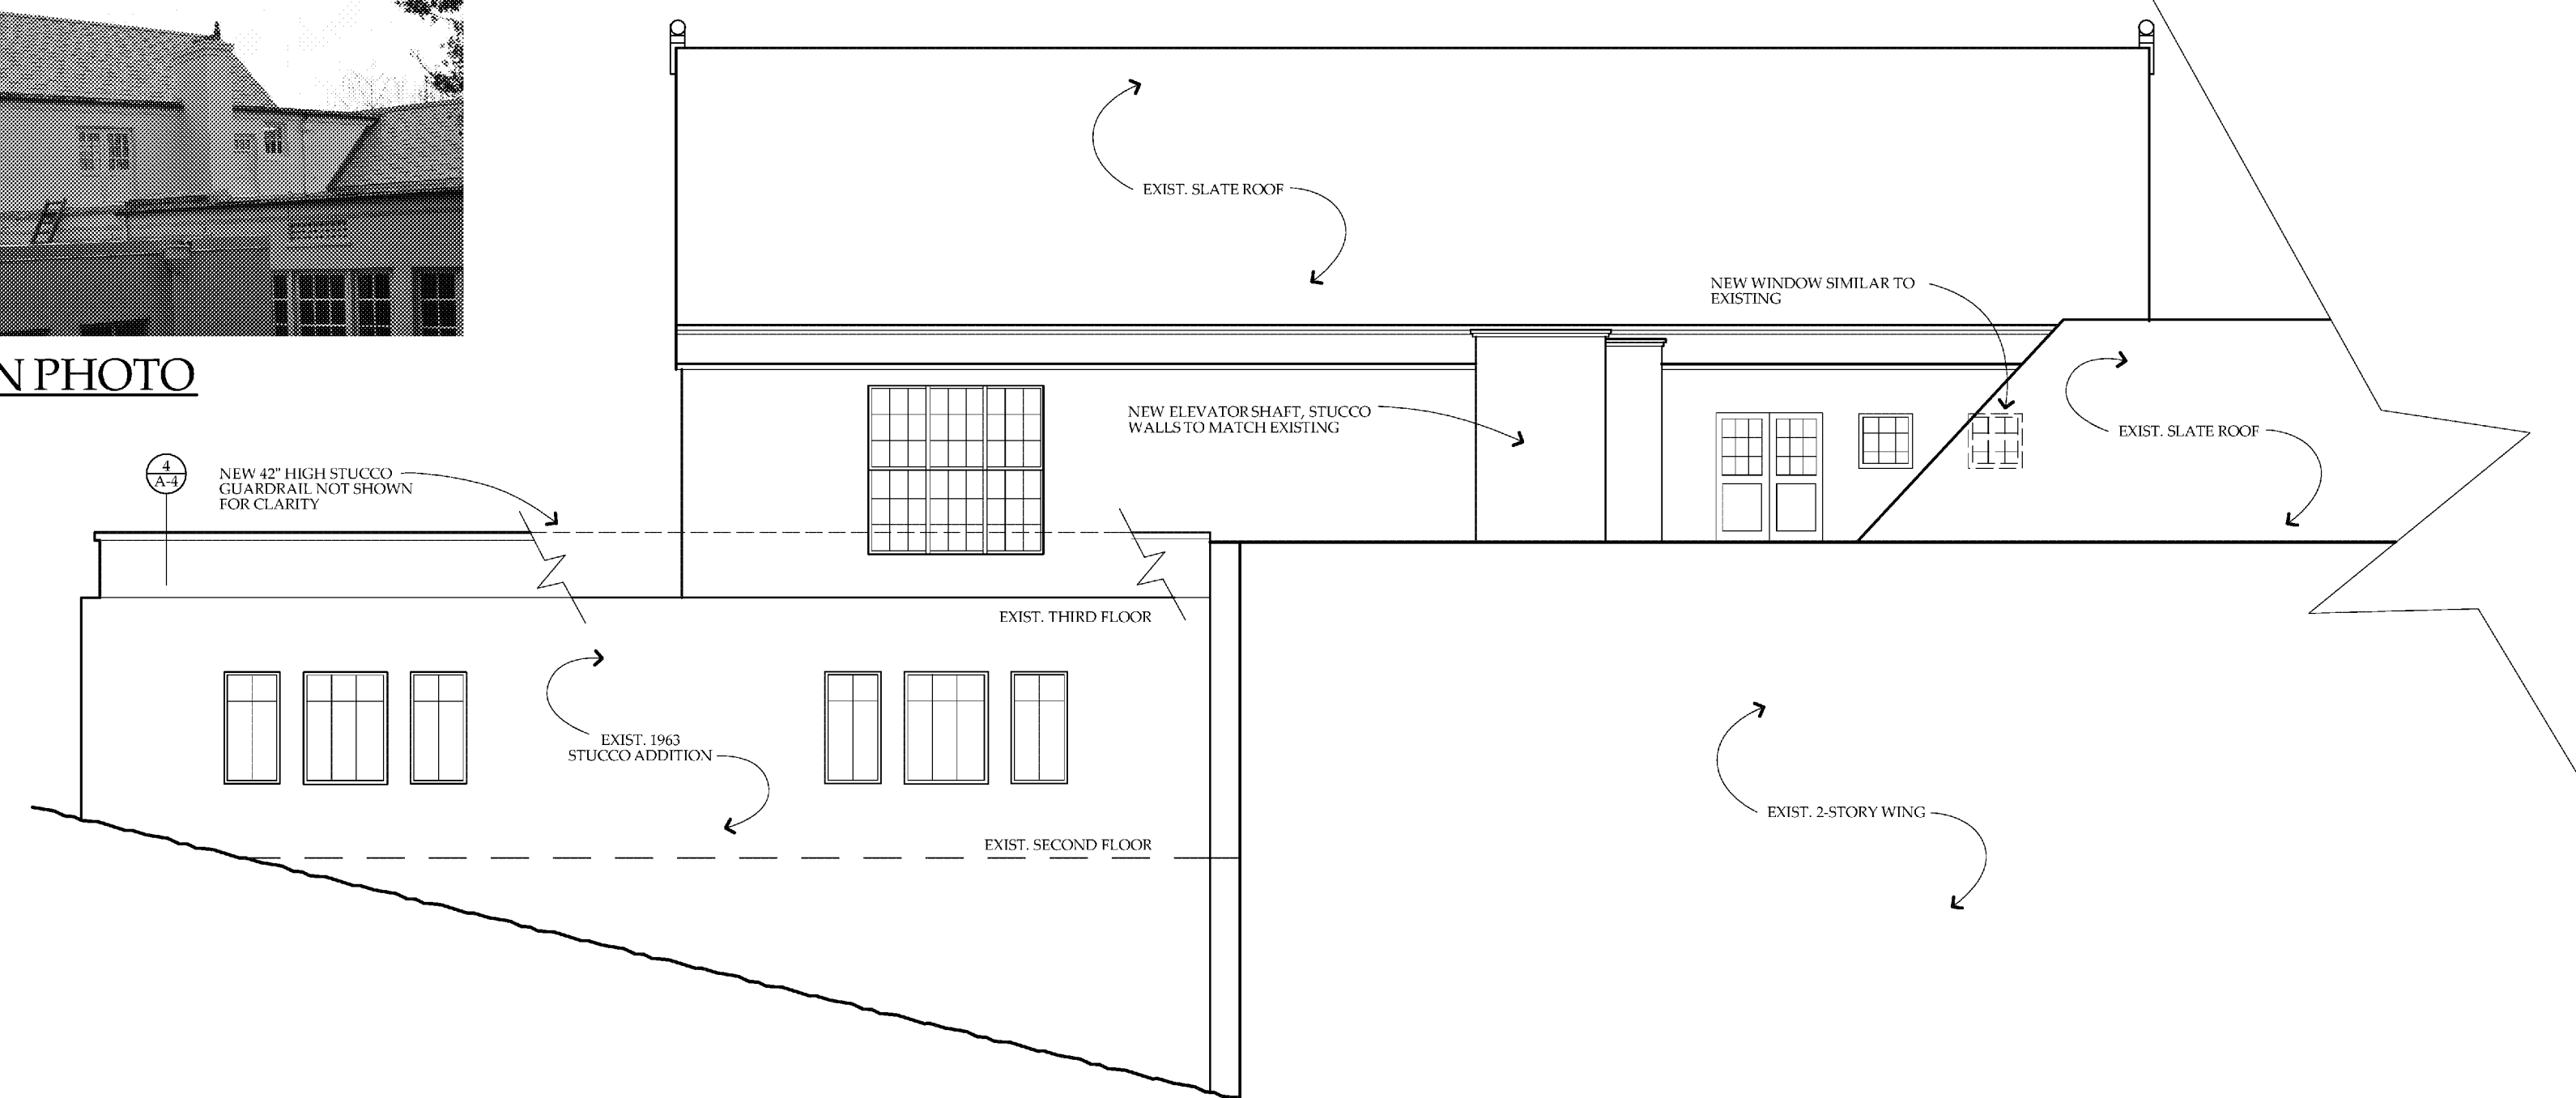 N PHOTO
EXIST. SLATE ROOF
NEW WINDOW SIMILAR TO
EXISTING
NEW ELEVATOR SHAFT, STUCCO
WALLS TO MATCH EXISTING
EXIST. SLATE ROOF
4
A-4
NEW 42" HIGH STUCCO
GUARDRAIL NOT SHOWN
FOR CLARITY
EXIST. THIRD FLOOR
EXIST. 1963
STUCCO ADDITION
EXIST. 2-STORY WING
EXIST. SECOND FLOOR